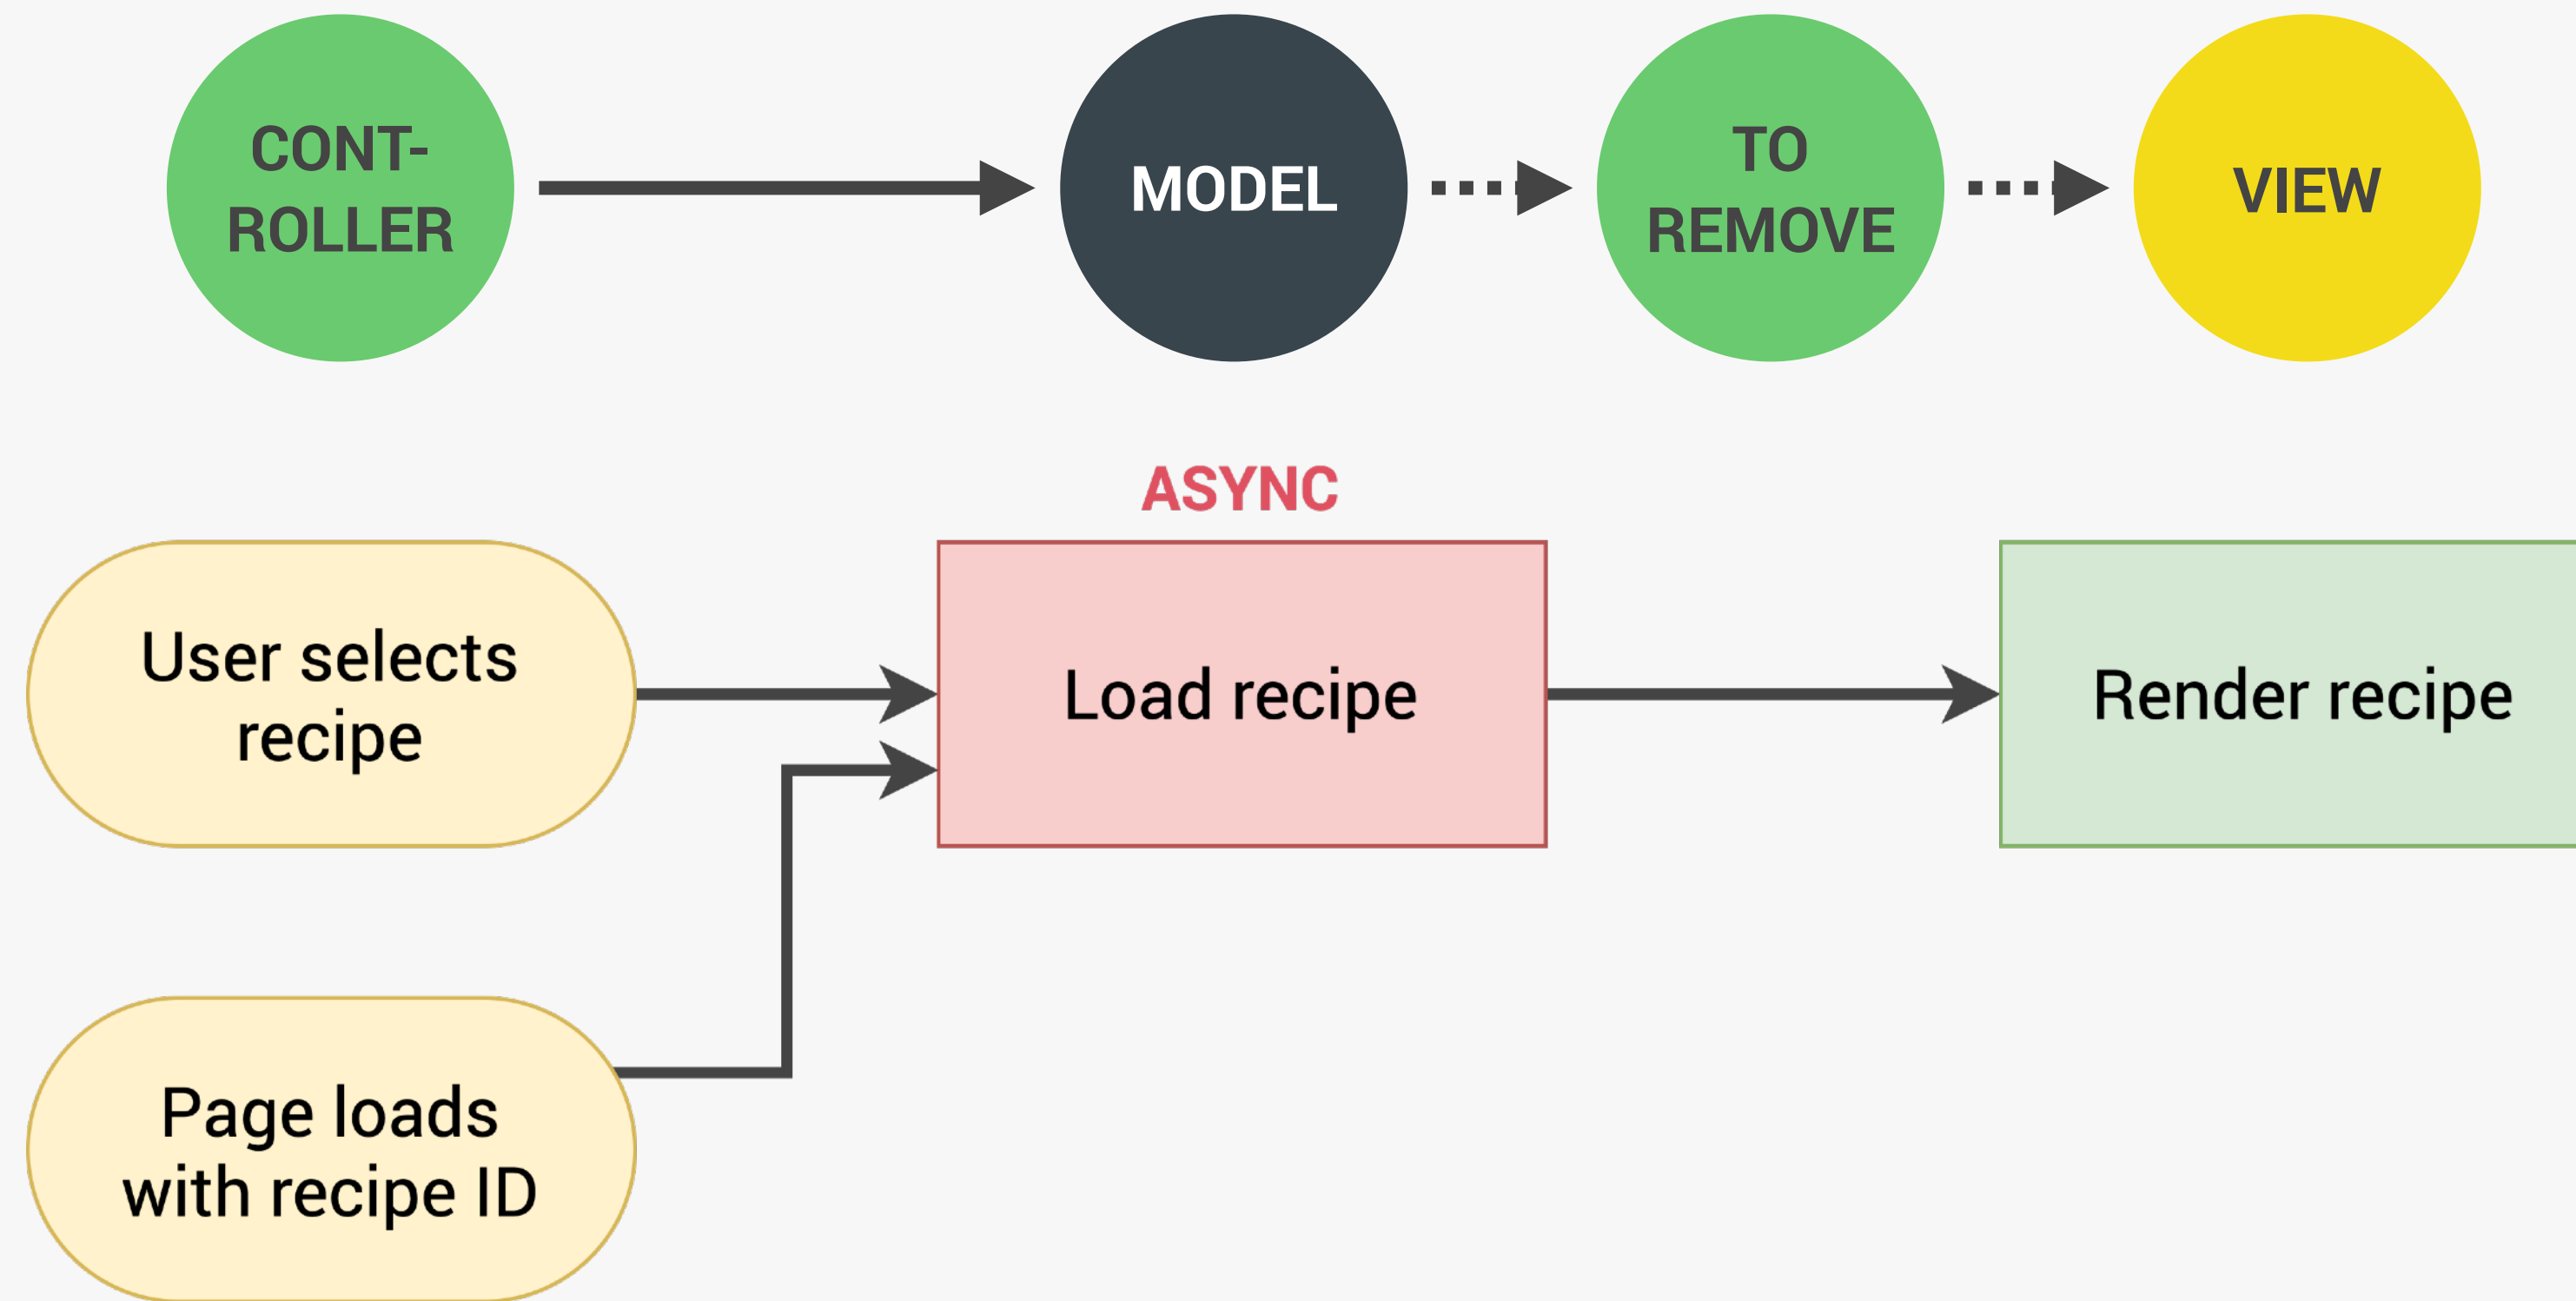 CONT-
ROLLER
MODEL
TO
REMOVE
VIEW
ASYNC
User selects
recipe
Load recipe
Render recipe
Page loads
with recipe ID